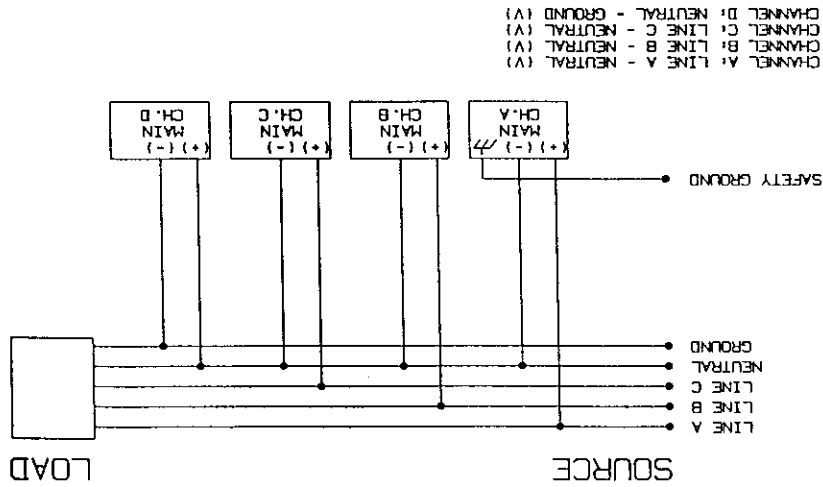 SOURCE LOAD
LINE A
LINE B
LINE C
NEUTRAL
GROUND
SAFETY GROUND
(+) (-)
MAIN
CH.A
(+) (-)
MAIN
CH.B
(+) (-)
MAIN
CH.C
(+) (-)
MAIN
CH.D
CHANNEL A: LINE A - NEUTRAL (V)
CHANNEL B: LINE B - NEUTRAL (V)
CHANNEL C: LINE C - NEUTRAL (V)
CHANNEL D: NEUTRAL - GROUND (V)